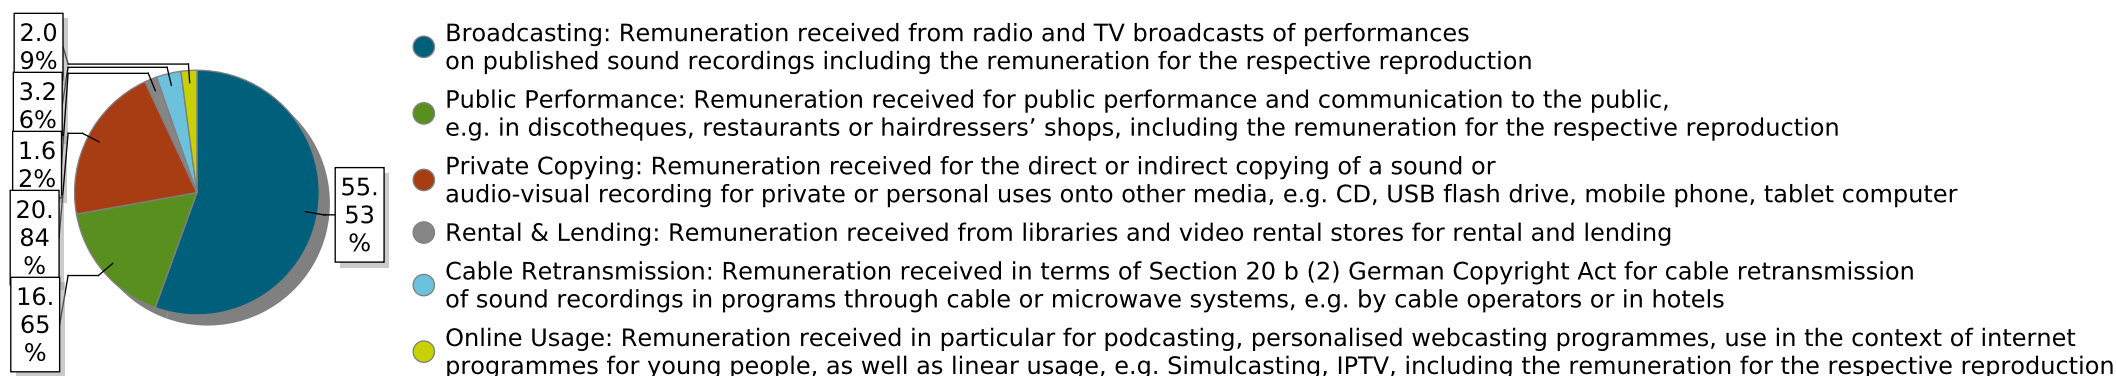 2.0
9%
3.2
6%
1.6
2%
20.
84
%
16.
65
%
55.
53
%
Broadcasting: Remuneration received from radio and TV broadcasts of performances
on published sound recordings including the remuneration for the respective reproduction
Public Performance: Remuneration received for public performance and communication to the public,
e.g. in discotheques, restaurants or hairdressers’ shops, including the remuneration for the respective reproduction
Private Copying: Remuneration received for the direct or indirect copying of a sound or
audio-visual recording for private or personal uses onto other media, e.g. CD, USB flash drive, mobile phone, tablet computer
Rental & Lending: Remuneration received from libraries and video rental stores for rental and lending
Cable Retransmission: Remuneration received in terms of Section 20 b (2) German Copyright Act for cable retransmission
of sound recordings in programs through cable or microwave systems, e.g. by cable operators or in hotels
Online Usage: Remuneration received in particular for podcasting, personalised webcasting programmes, use in the context of internet
programmes for young people, as well as linear usage, e.g. Simulcasting, IPTV, including the remuneration for the respective reproduction